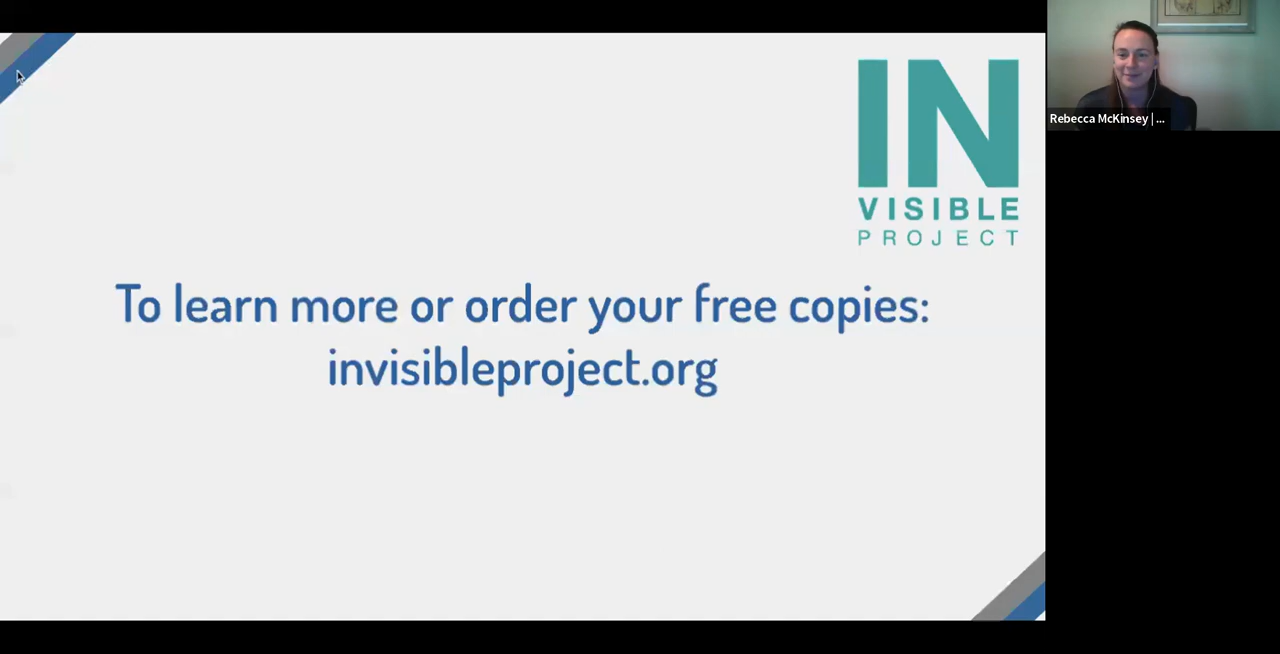 IN
VISIBLE
PROJECT
To learn more or order your free copies:
invisibleproject.org
Rebecca McKinsey | ...